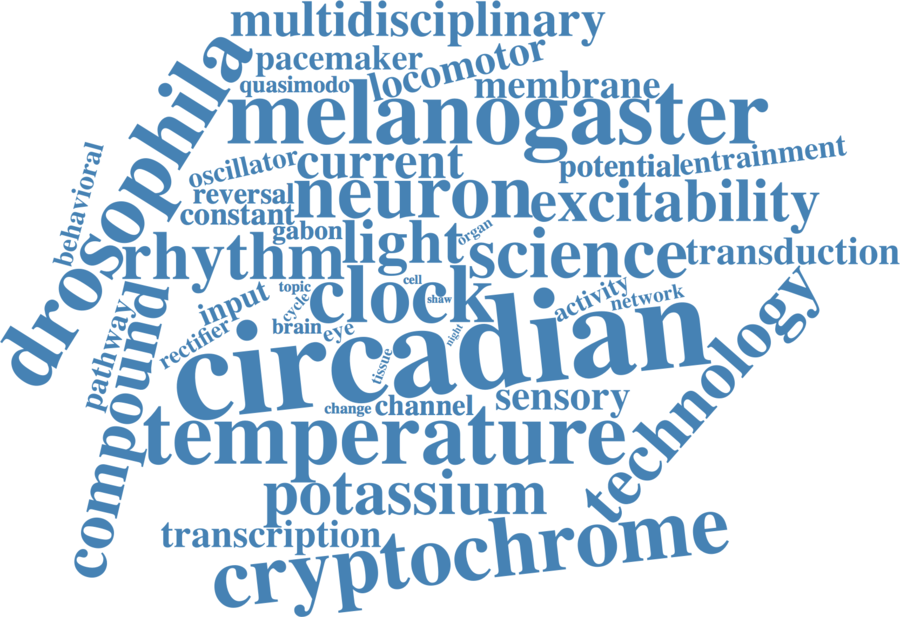 multidisciplinary
pacemaker
locomotor
quasimodo
membrane
melanogaster
drosophila
oscillator
current
potential
entrainment
behavioral
reversal
neuron
excitability
constant
gabon
organ
rhythm
light
science
transduction
topic
cell
clock
shaw
cycle
input
activity
network
pathway
rectifier
brain
eye
night
circadian
tissue
compound
change
channel
sensory
technology
temperature
potassium
transcription
cryptochrome